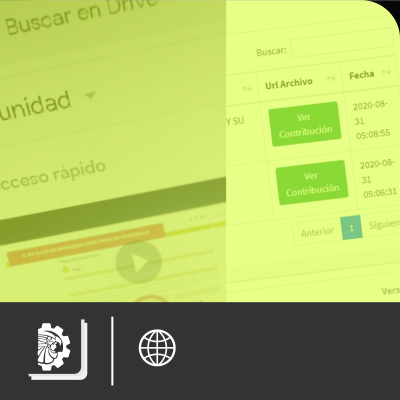 Buscar en Drive
unidad
cceso rápido
Buscar:
Url Archivo
Fecha
Y SU
Ver
Contribución
2020-08-
31
05:08:55
Ver
Contribución
2020-08-
31
05:06:31
Anterior
1
Siguien
Vers